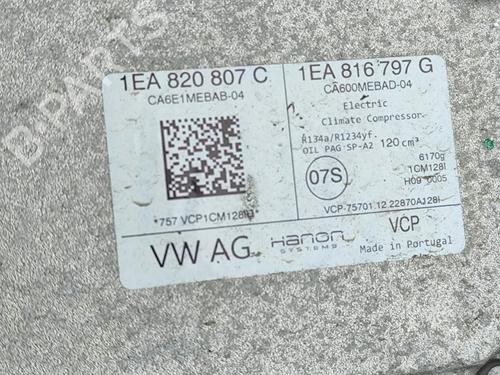 1EA 820 807 C
CA6E1MEBAB-04
*757 VCP1CM128I
VW AG
Hanon
SYSTEMS
1EA 816 797 G
CA600MEBAD-04
Electric
Climate Compressor
R134a/R1234yf.
OIL PAG SP-A2 120cm³
07S
6170g
1CM128I
H09 0005
VCP-75701.12.22870A128I
VCP
Made in Portugal
B-PARTS